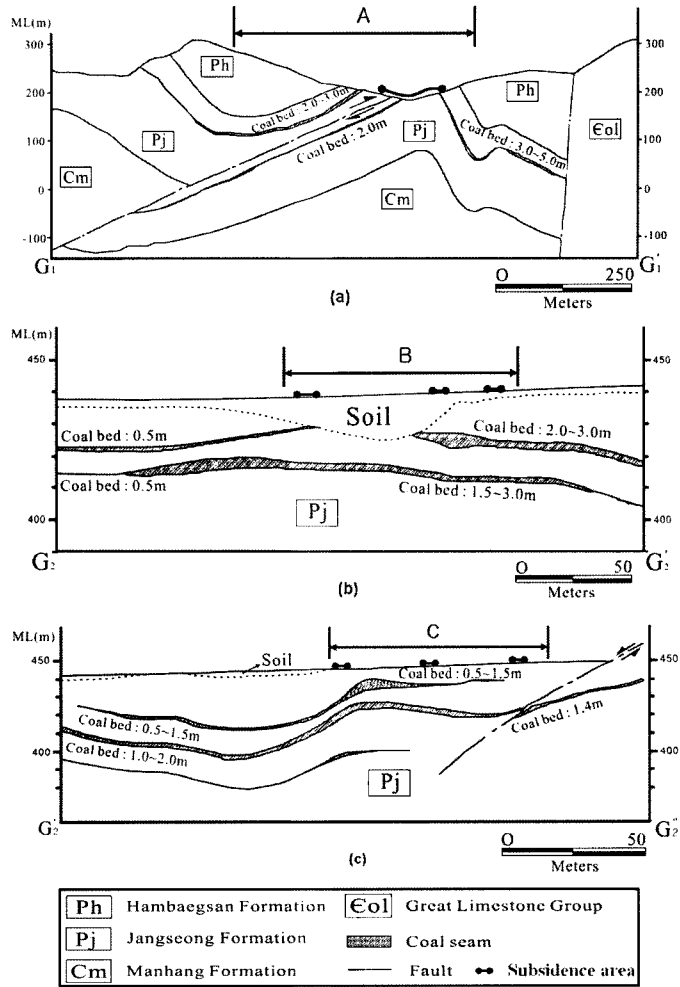 ML(m)
A
300
200
100
0
-100
300
200
100
0
-100
Ph
Ph
Pj
Pj
Cm
Cm
Єol
Coal bed : 2.0~3.0m
Coal bed : 2.0m
Coal bed : 3.0~5.0m
G₁
G₁'
O 250
Meters
(a)
ML(m)
B
450
400
450
400
Soil
Coal bed : 0.5m
Coal bed : 2.0~3.0m
Coal bed : 0.5m
Coal bed : 1.5~3.0m
Pj
G₂
G₂'
O 50
Meters
(b)
ML(m)
C
450
400
450
400
Soil
Coal bed : 0.5~1.5m
Coal bed : 0.5~1.5m
Coal bed : 1.4m
Coal bed : 1.0~2.0m
Pj
G₂'
G₂"
O 50
Meters
(c)
Ph Hambaegsan Formation
Єol Great Limestone Group
Pj Jangseong Formation
Coal seam
Cm Manhang Formation
Fault
Subsidence area